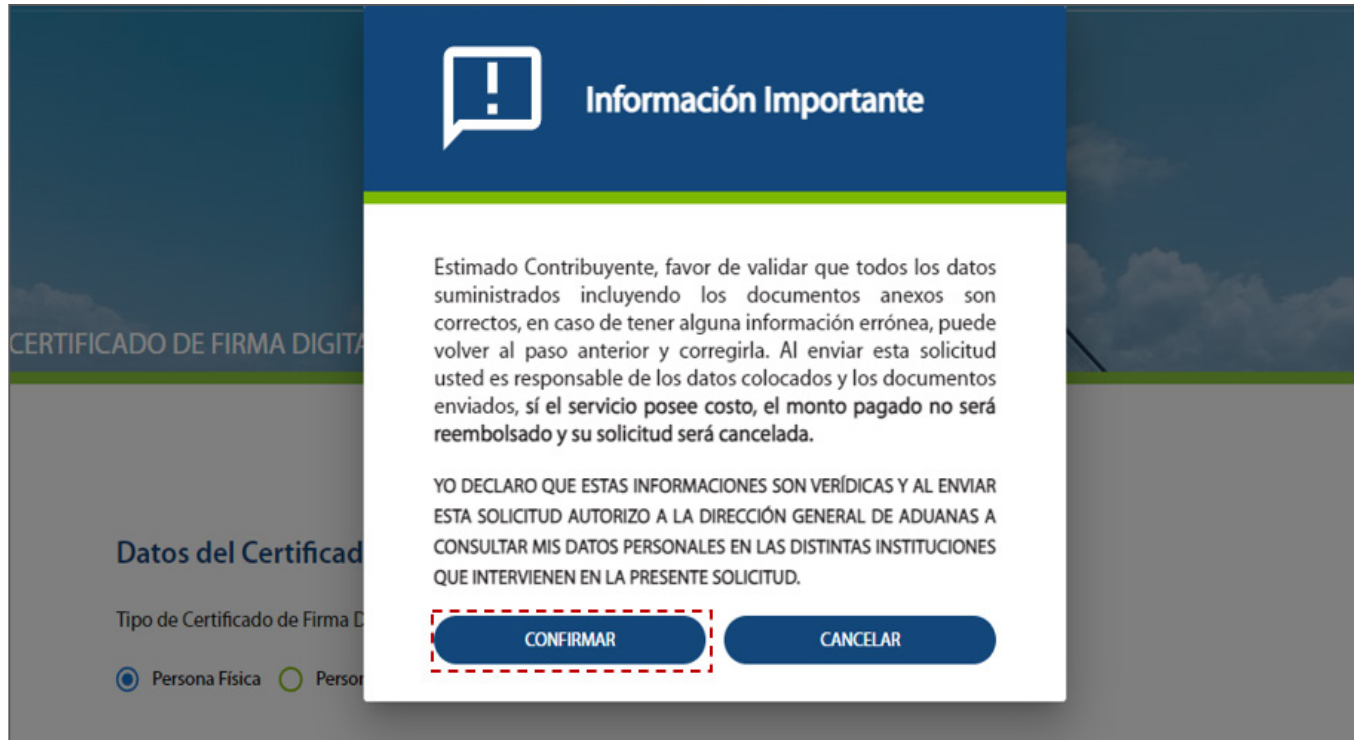 Información Importante
Estimado Contribuyente, favor de validar que todos los datos
suministrados incluyendo los documentos anexos son
correctos, en caso de tener alguna información errónea, puede
volver al paso anterior y corregirla. Al enviar esta solicitud
usted es responsable de los datos colocados y los documentos
enviados, sí el servicio posee costo, el monto pagado no será
reembolsado y su solicitud será cancelada.
YO DECLARO QUE ESTAS INFORMACIONES SON VERÍDICAS Y AL ENVIAR
ESTA SOLICITUD AUTORIZO A LA DIRECCIÓN GENERAL DE ADUANAS A
CONSULTAR MIS DATOS PERSONALES EN LAS DISTINTAS INSTITUCIONES
QUE INTERVIENEN EN LA PRESENTE SOLICITUD.
CONFIRMAR CANCELAR
CERTIFICADO DE FIRMA DIGITA
Datos del Certificad
Tipo de Certificado de Firma D
Persona Física Person